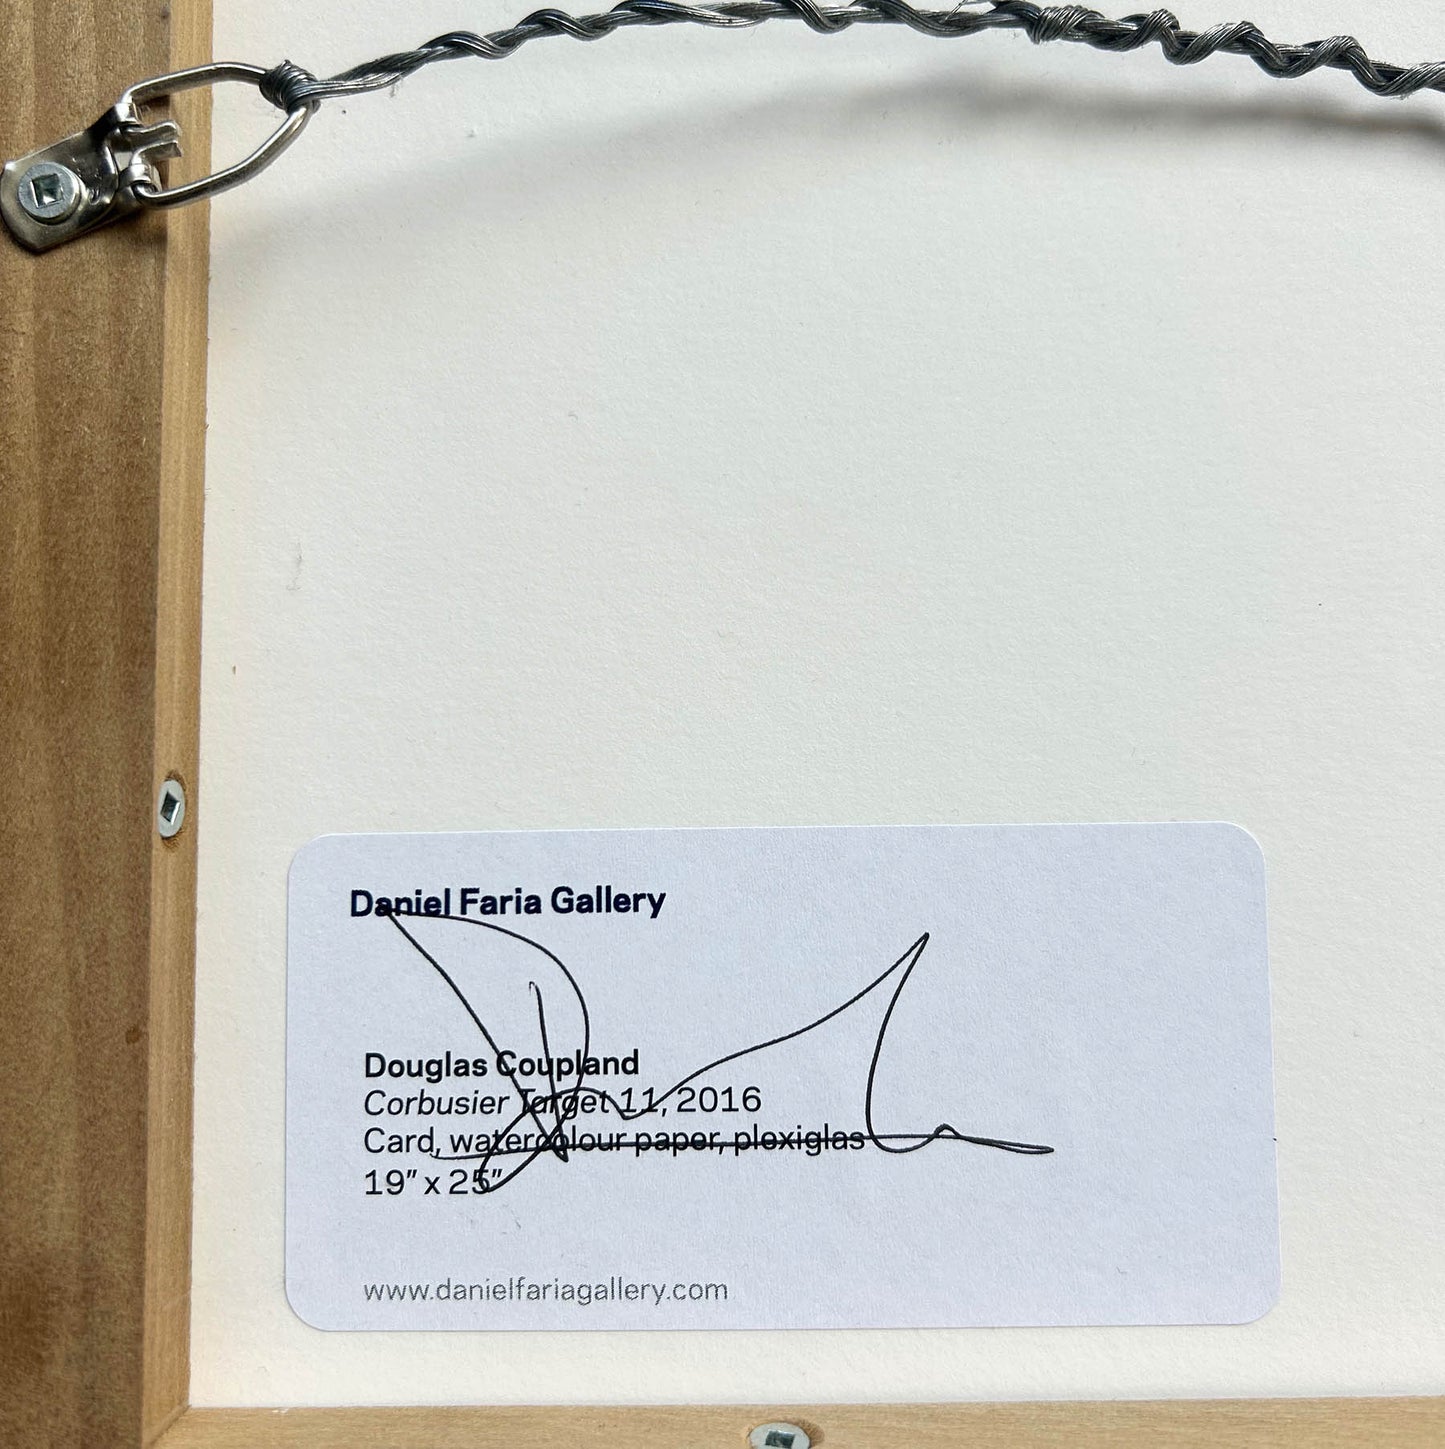 Daniel Faria Gallery
Douglas Coupland
Corbusier Target 11, 2016
Card, watercolour paper, plexiglas
19" x 25"
www.danielfariagallery.com